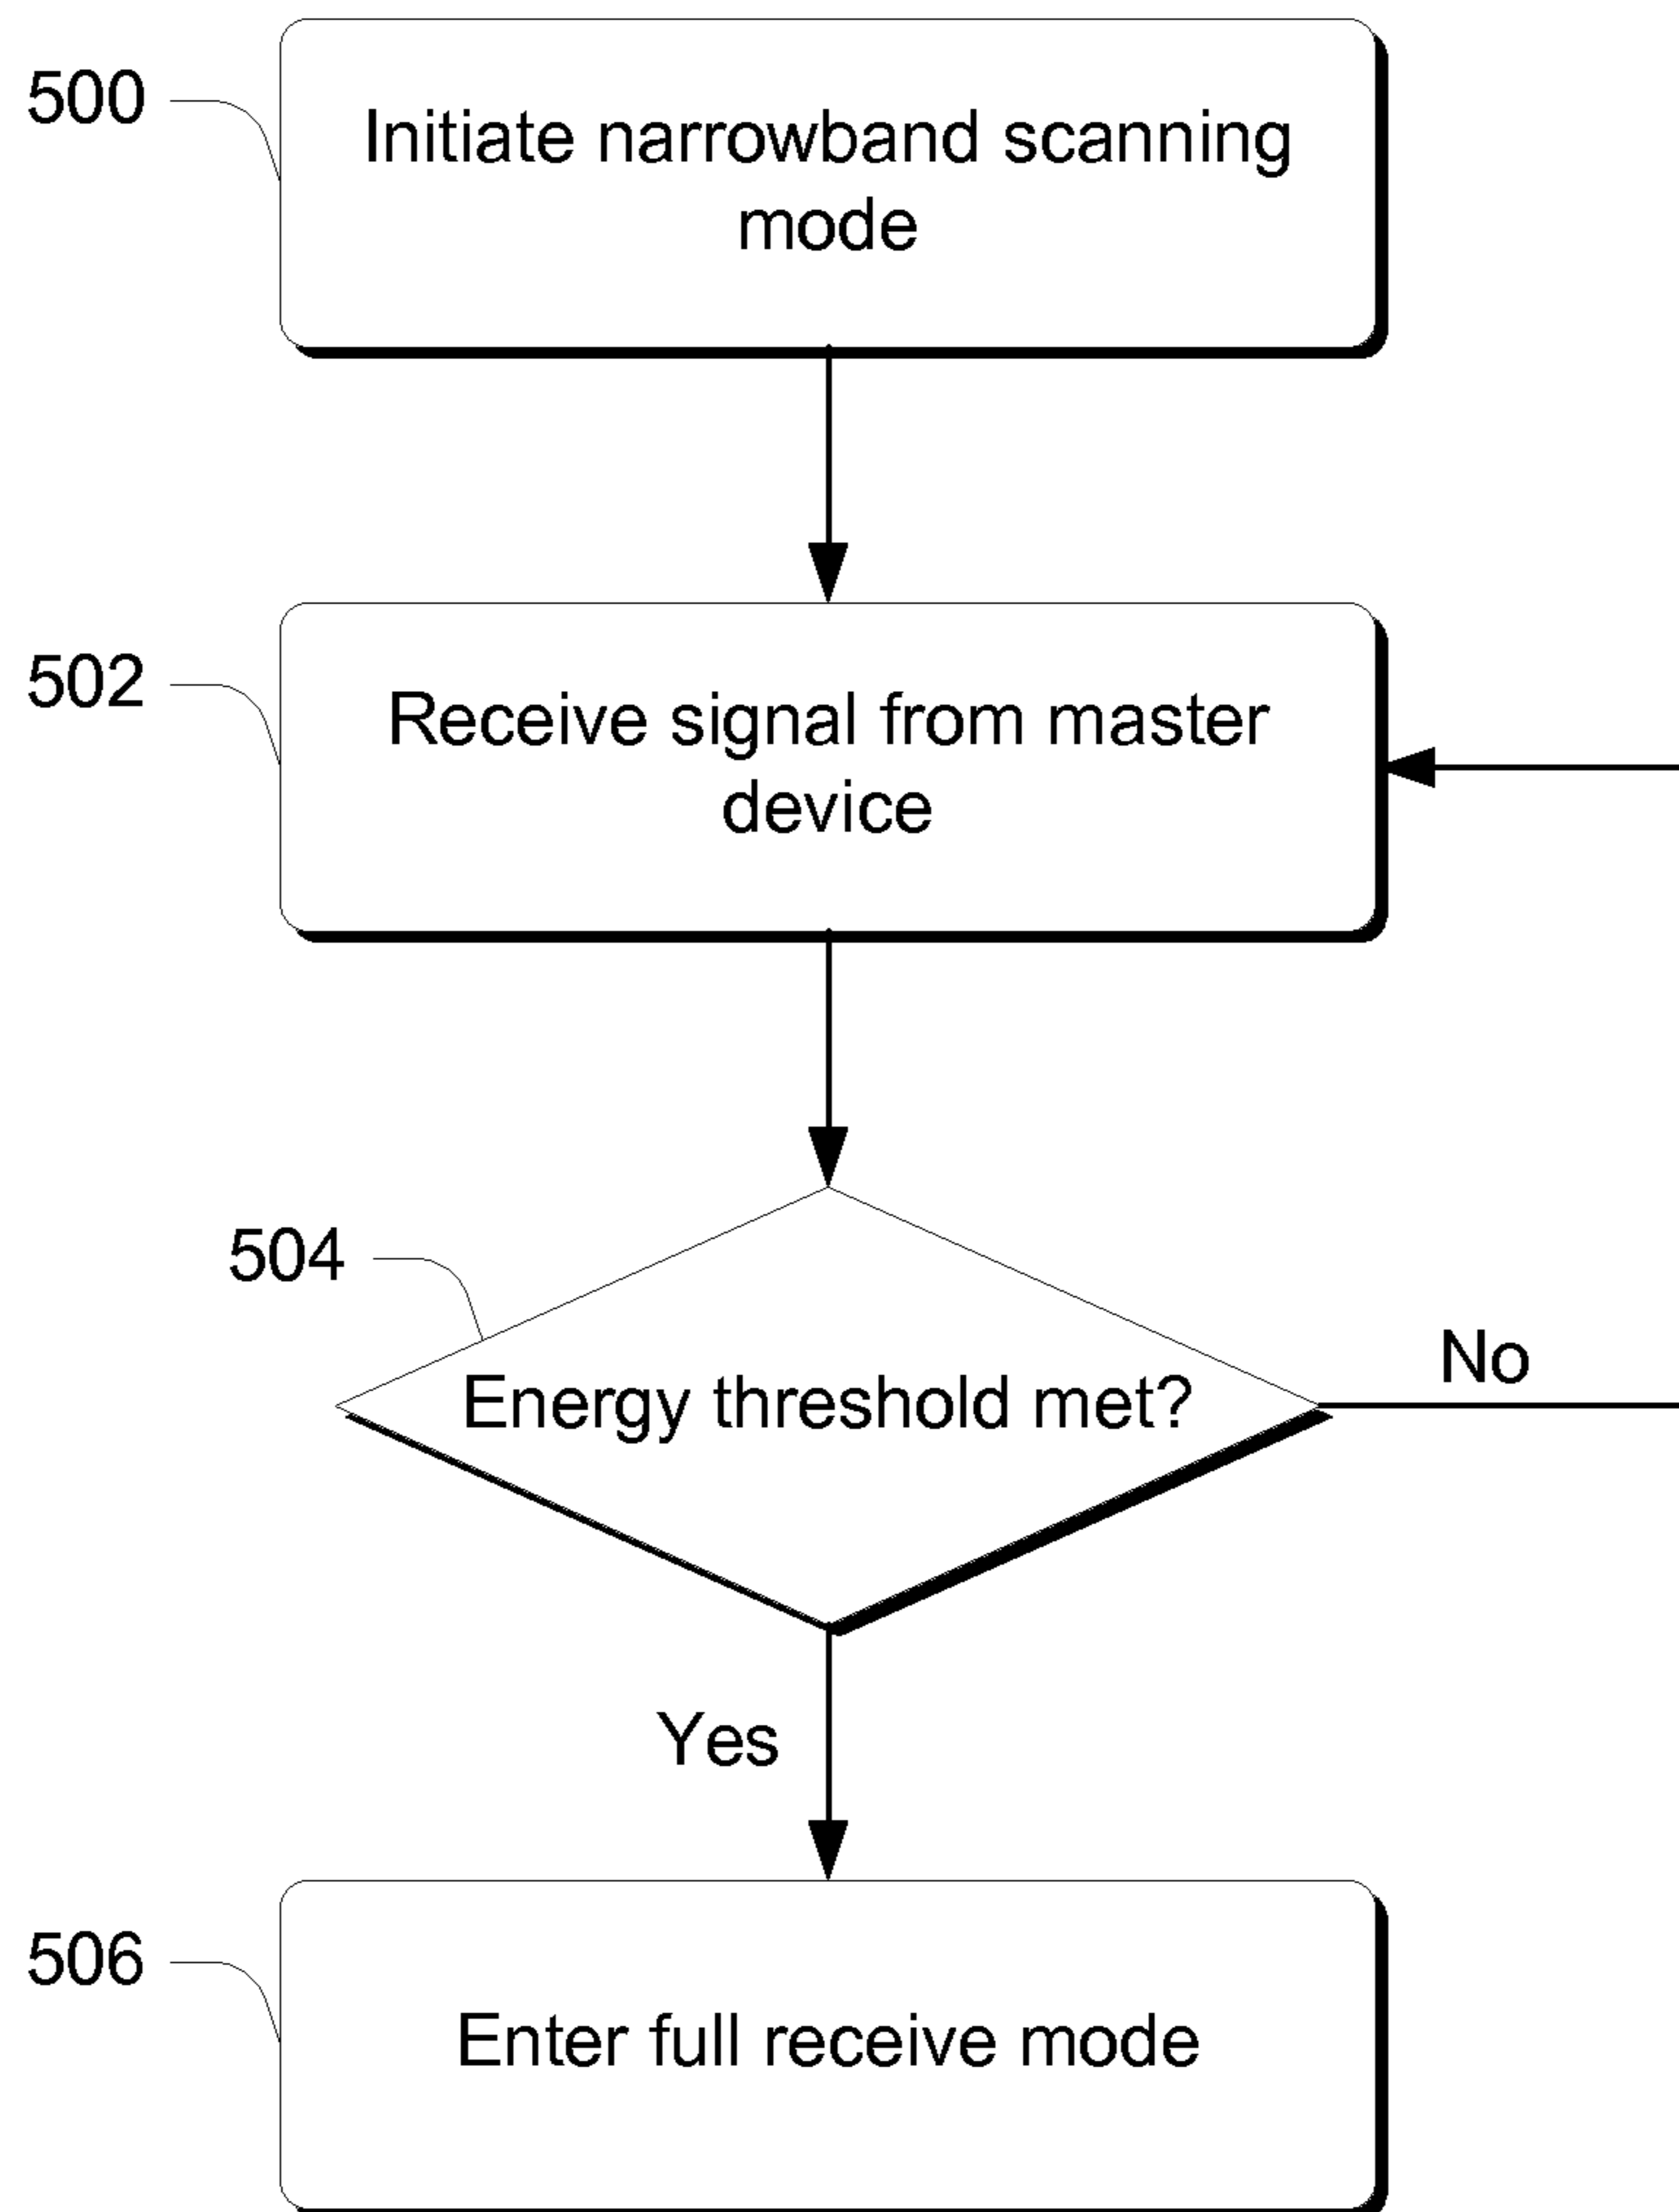 500
Initiate narrowband scanning
mode
502
Receive signal from master
device
504
Energy threshold met?
No
Yes
506
Enter full receive mode